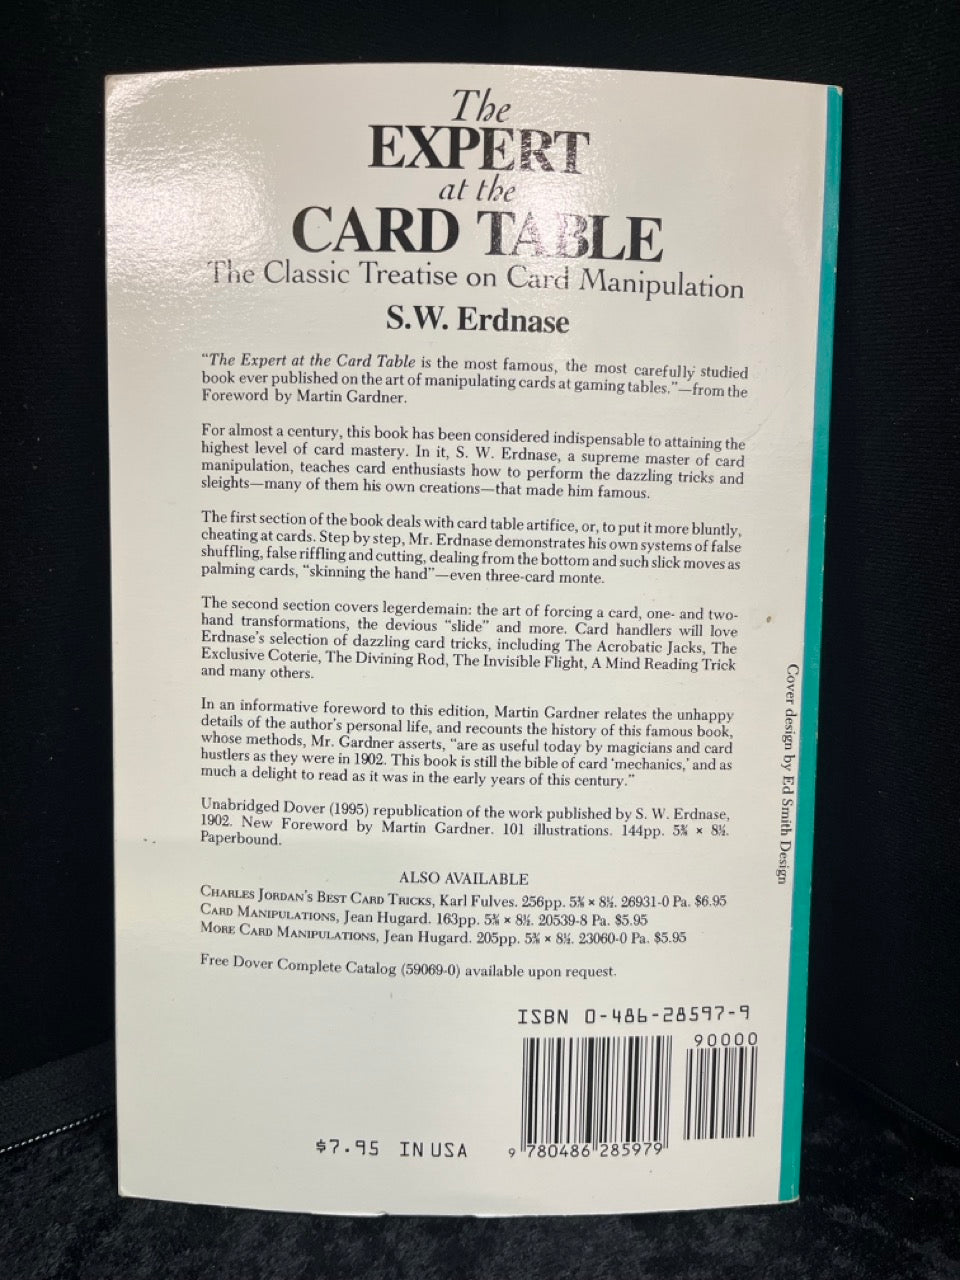 The
EXPERT
at the
CARD TABLE
The Classic Treatise on Card Manipulation
S.W. Erdnase
"The Expert at the Card Table is the most famous, the most carefully studied
book ever published on the art of manipulating cards at gaming tables."—from the
Foreword by Martin Gardner.
For almost a century, this book has been considered indispensable to attaining the
highest level of card mastery. In it, S. W. Erdnase, a supreme master of card
manipulation, teaches card enthusiasts how to perform the dazzling tricks and
sleights—many of them his own creations—that made him famous.
The first section of the book deals with card table artifice, or, to put it more bluntly,
cheating at cards. Step by step, Mr. Erdnase demonstrates his own systems of false
shuffling, false riffling and cutting, dealing from the bottom and such slick moves as
palming cards, "skinning the hand"—even three-card monte.
The second section covers legerdemain: the art of forcing a card, one- and two-
hand transformations, the devious "slide" and more. Card handlers will love
Erdnase's selection of dazzling card tricks, including The Acrobatic Jacks, The
Exclusive Coterie, The Divining Rod, The Invisible Flight, A Mind Reading Trick
and many others.
In an informative foreword to this edition, Martin Gardner relates the unhappy
details of the author's personal life, and recounts the history of this famous book,
whose methods, Mr. Gardner asserts, "are as useful today by magicians and card
hustlers as they were in 1902. This book is still the bible of card 'mechanics,' and as
much a delight to read as it was in the early years of this century."
Unabridged Dover (1995) republication of the work published by S. W. Erdnase,
1902. New Foreword by Martin Gardner. 101 illustrations. 144pp. 5⅜ × 8½.
Paperbound.
ALSO AVAILABLE
CHARLES JORDAN'S BEST CARD TRICKS, Karl Fulves. 256pp. 5⅜ × 8½. 26931-0 Pa. $6.95
CARD MANIPULATIONS, Jean Hugard. 163pp. 5⅜ × 8½. 20539-8 Pa. $5.95
MORE CARD MANIPULATIONS, Jean Hugard. 205pp. 5⅜ × 8½. 23060-0 Pa. $5.95
Free Dover Complete Catalog (59069-0) available upon request.
Cover design by Ed Smith Design
ISBN 0-486-28597-9
90000
$7.95 IN USA
9 780486 285979